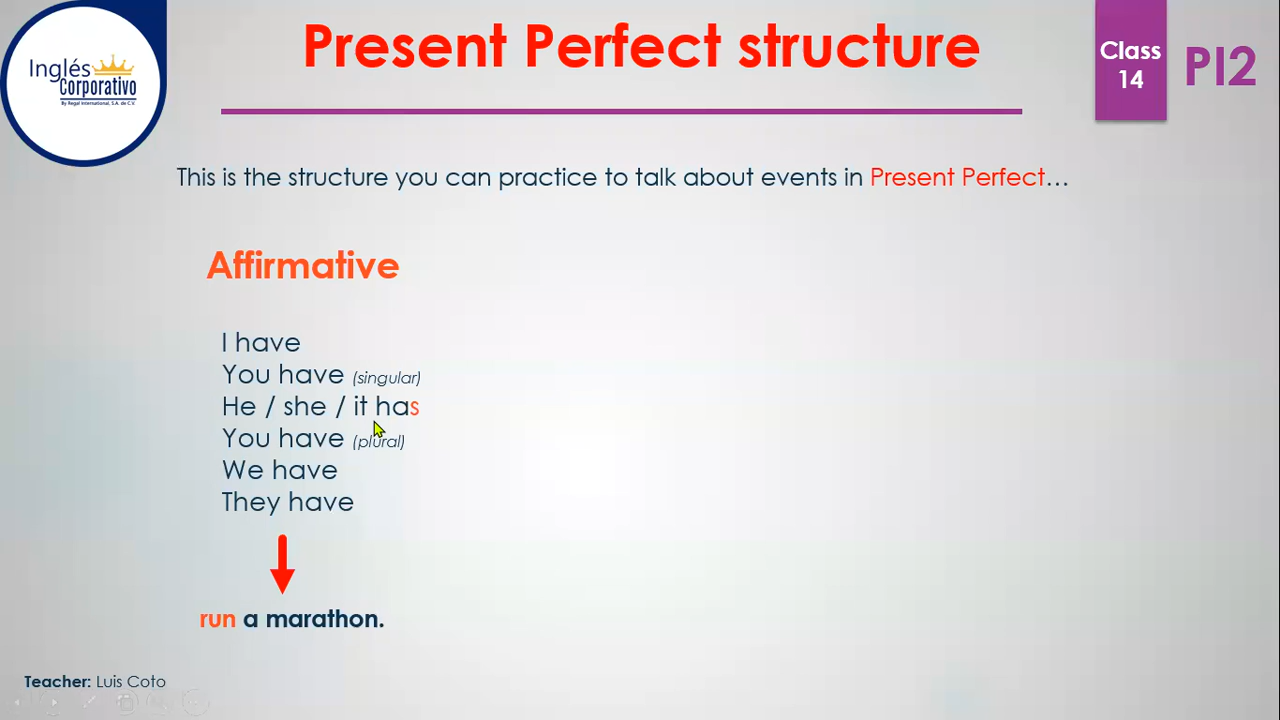 Inglés
Corporativo
By Regal International, S.A. de C.V.
Present Perfect structure
Class
14
PI2
This is the structure you can practice to talk about events in Present Perfect...
Affirmative
I have
You have (singular)
He / she / it has
You have (plural)
We have
They have
run a marathon.
Teacher: Luis Coto